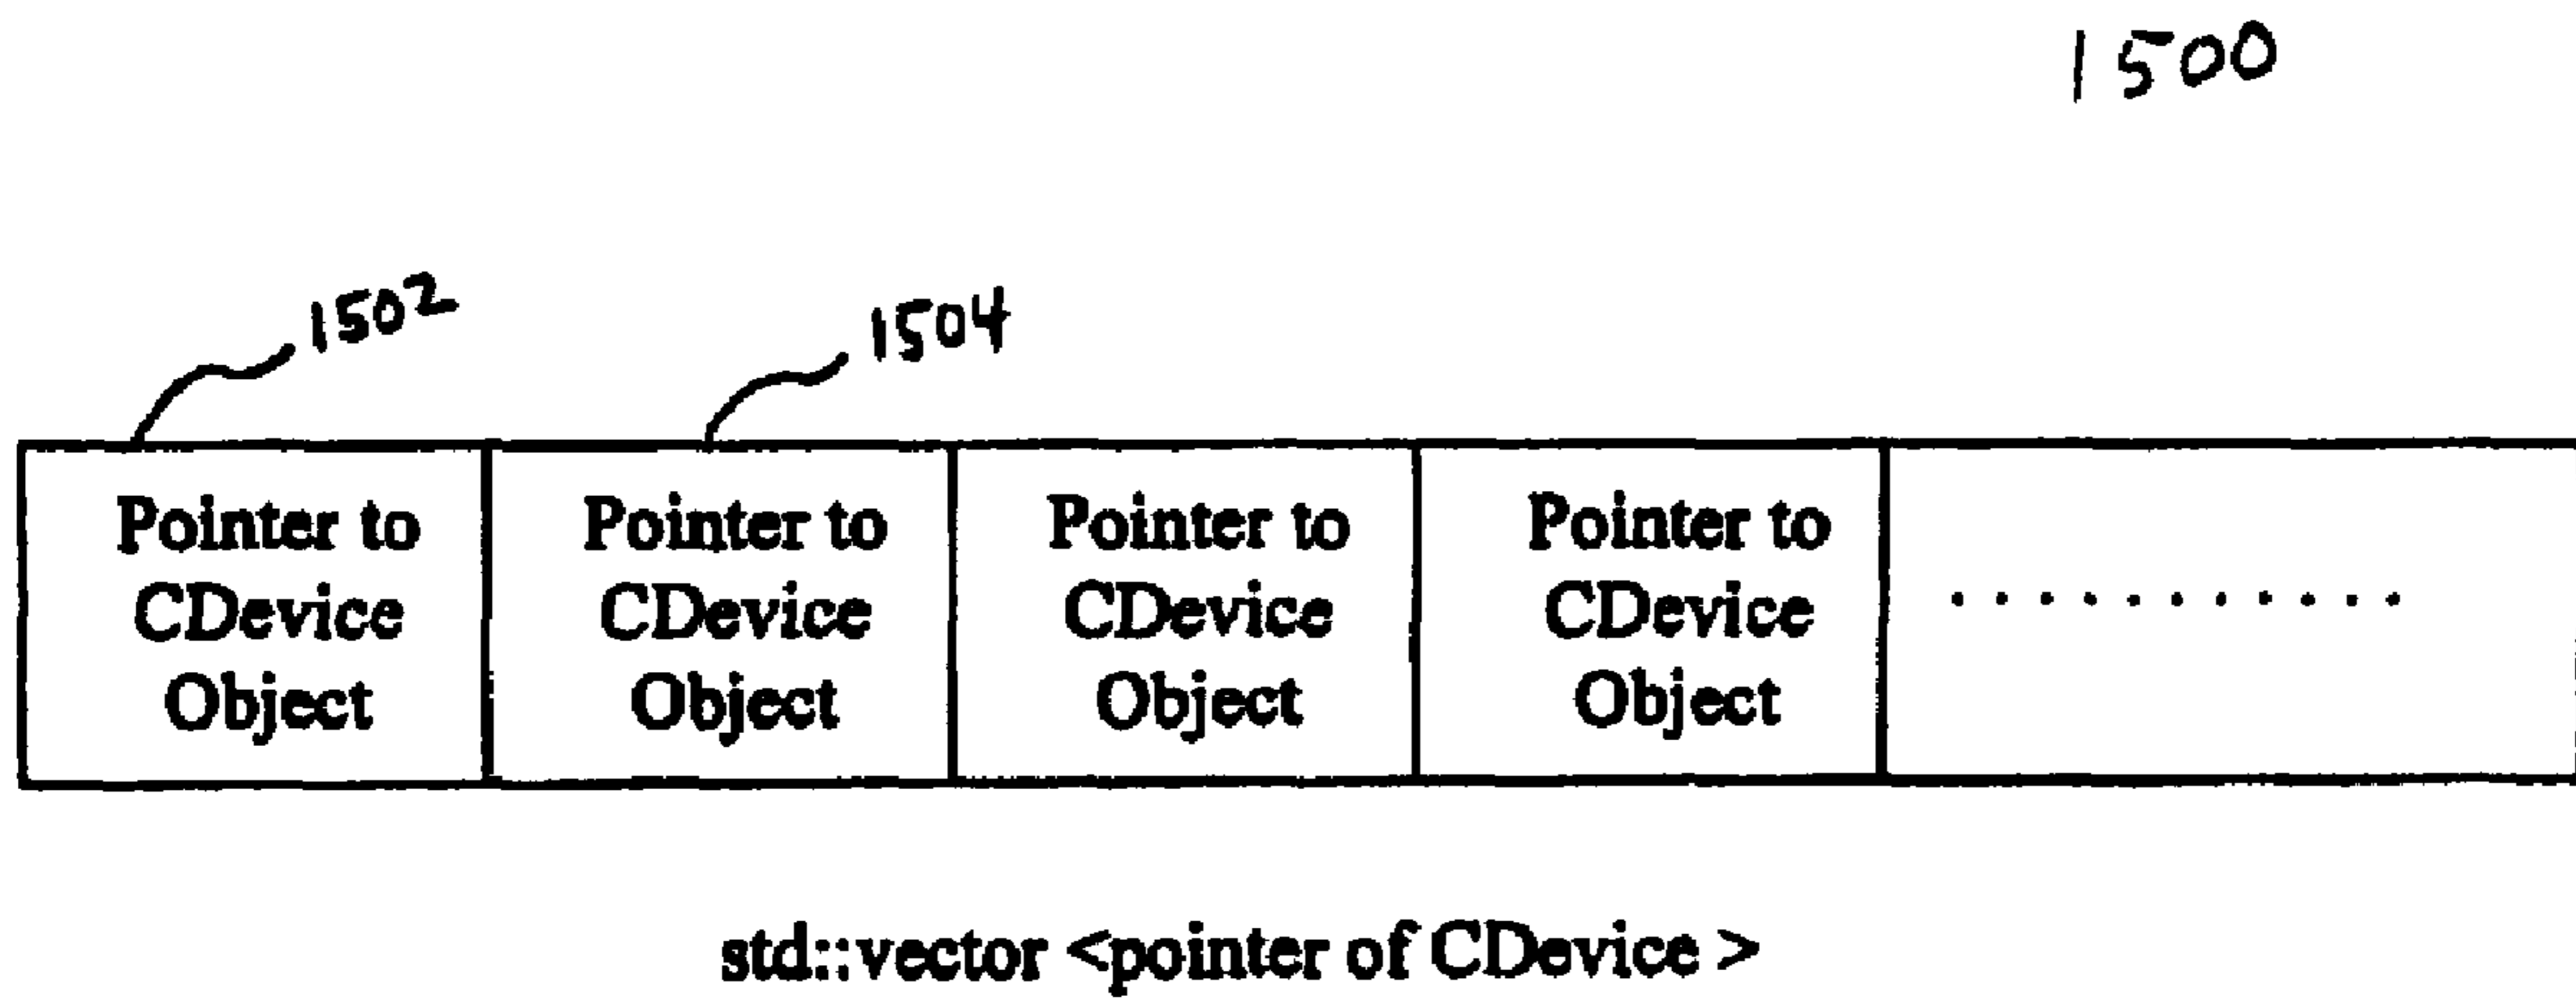 1500
1502
1504
Pointer to
CDevice
Object
Pointer to
CDevice
Object
Pointer to
CDevice
Object
Pointer to
CDevice
Object
. . . . . . . . . . .
std::vector <pointer of CDevice >